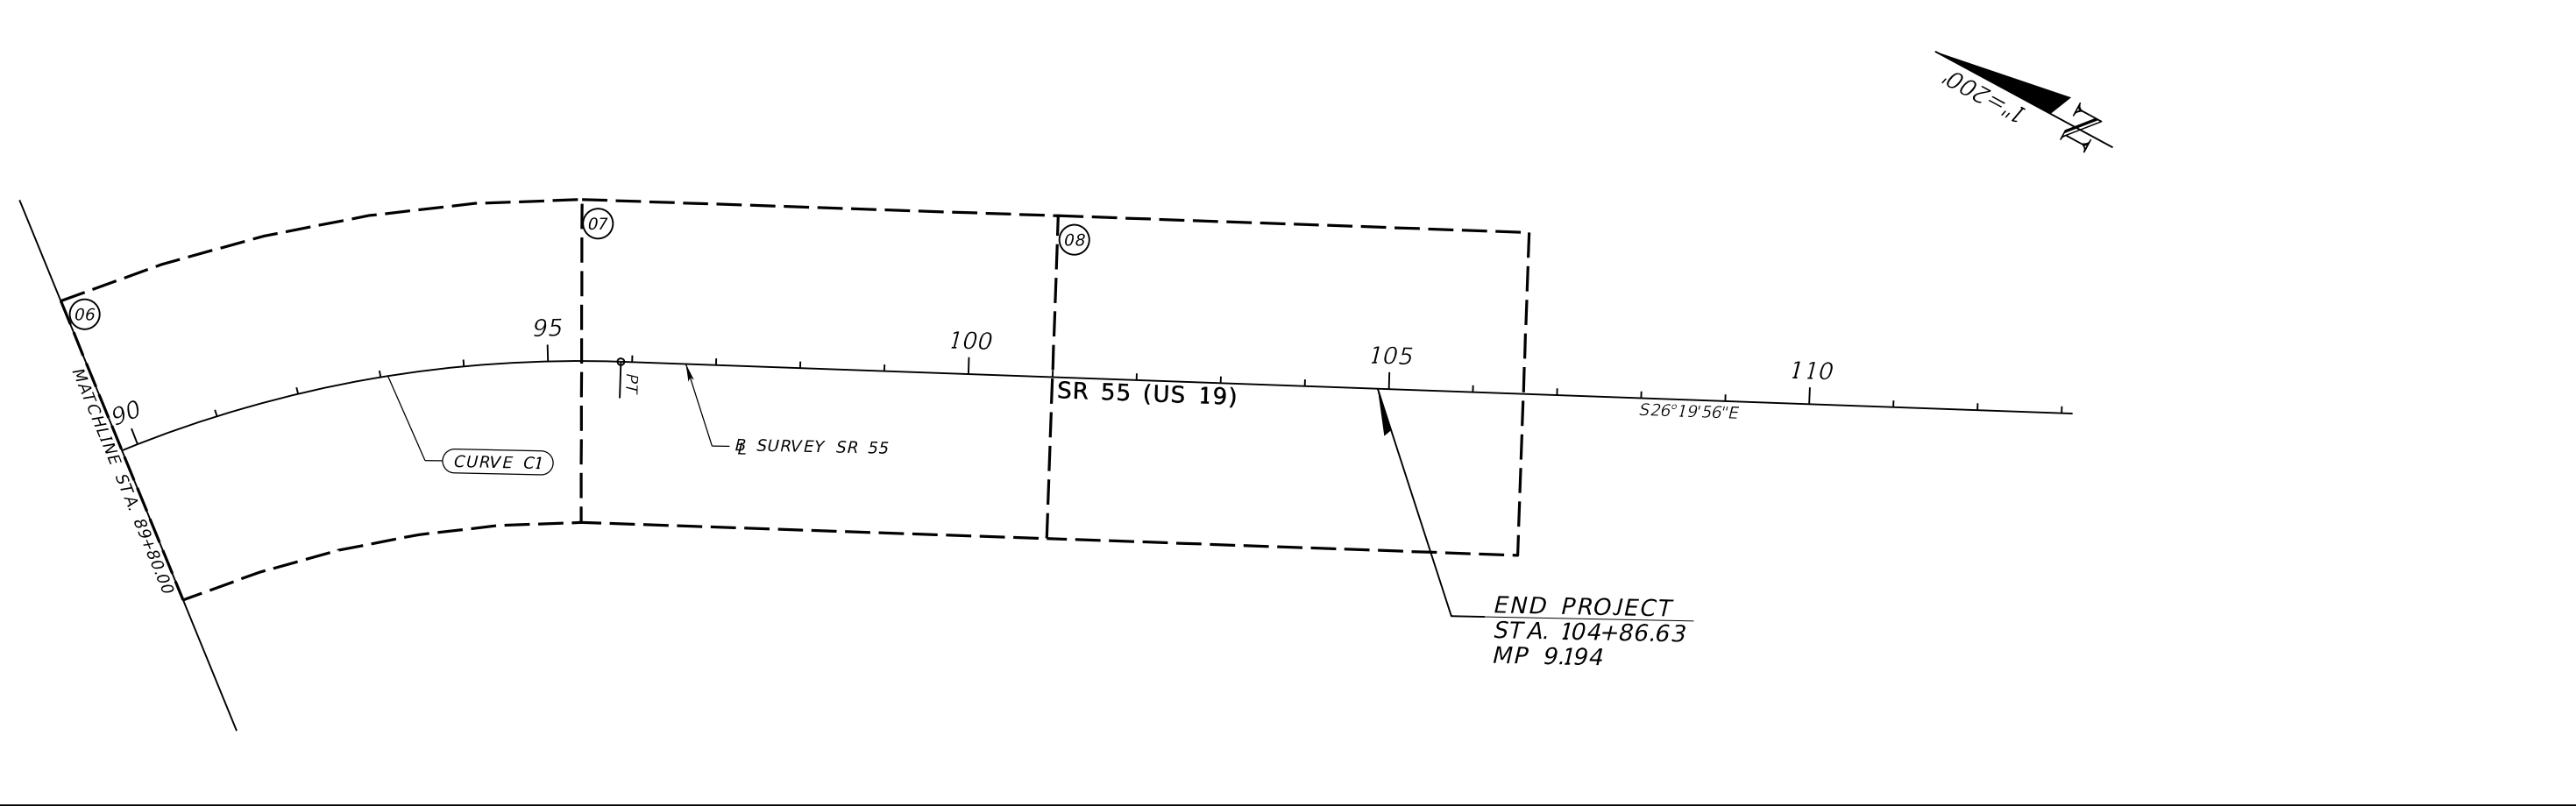 1"=200'
N
07
08
06
95
100
105
110
90
PT
SR 55 (US 19)
S26°19'56"E
MATCHLINE STA. 89+80.00
CURVE C1
BL SURVEY SR 55
END PROJECT
STA. 104+86.63
MP 9.194